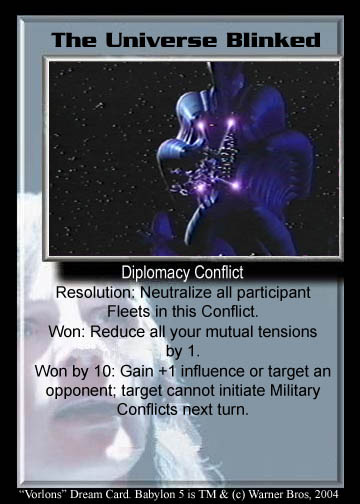 The Universe Blinked
Diplomacy Conflict
Resolution: Neutralize all participant
Fleets in this Conflict.
Won: Reduce all your mutual tensions
by 1.
Won by 10: Gain +1 influence or target an
opponent; target cannot initiate Military
Conflicts next turn.
“Vorlons” Dream Card. Babylon 5 is TM & (c) Warner Bros, 2004